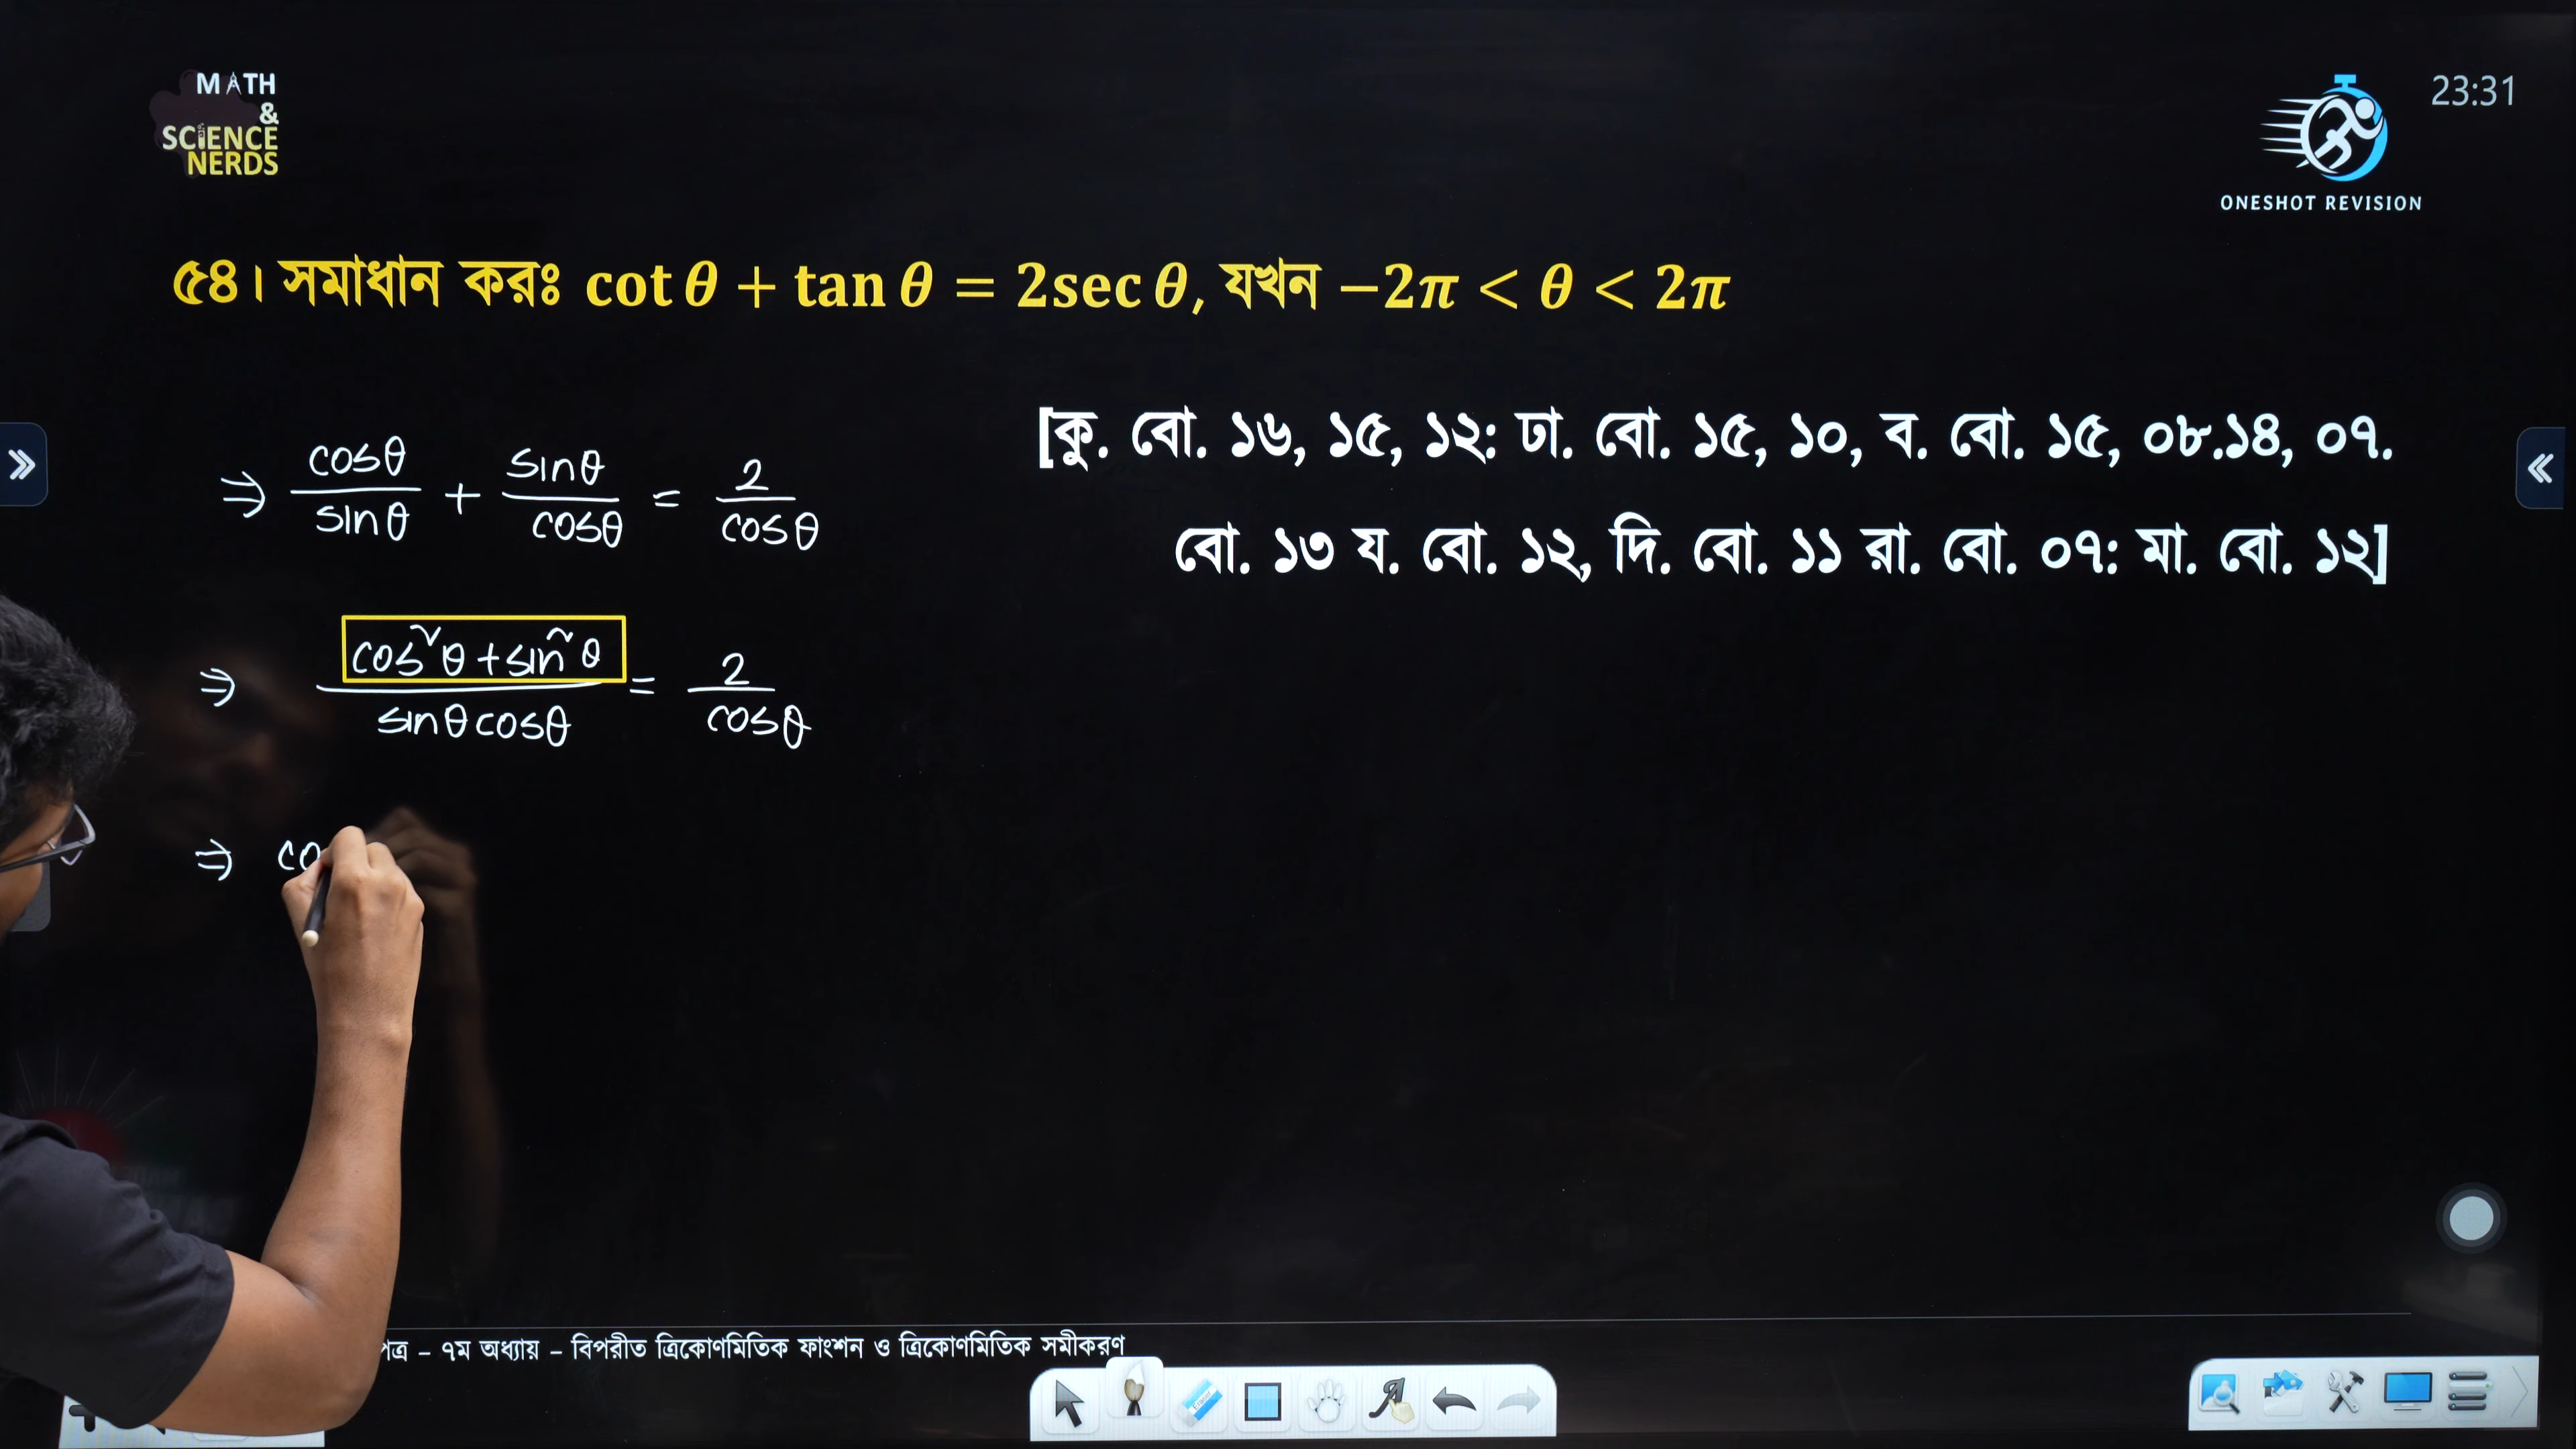 MATH
&
SCIENCE
NERDS
23:31
ONESHOT REVISION
৫৪। সমাধান করঃ cot θ + tan θ = 2sec θ, যখন −2π < θ < 2π
[কু. বো. ১৬, ১৫, ১২: ঢা. বো. ১৫, ১০, ব. বো. ১৫, ০৮.১৪, ০৭.
বো. ১৩ য. বো. ১২, দি. বো. ১১ রা. বো. ০৭: মা. বো. ১২]
⇒ cosθ/sinθ + sinθ/cosθ = 2/cosθ
⇒ cos²θ + sin²θ/sinθ cosθ = 2/cosθ
⇒ co
পত্র – ৭ম অধ্যায় – বিপরীত ত্রিকোণমিতিক ফাংশন ও ত্রিকোণমিতিক সমীকরণ